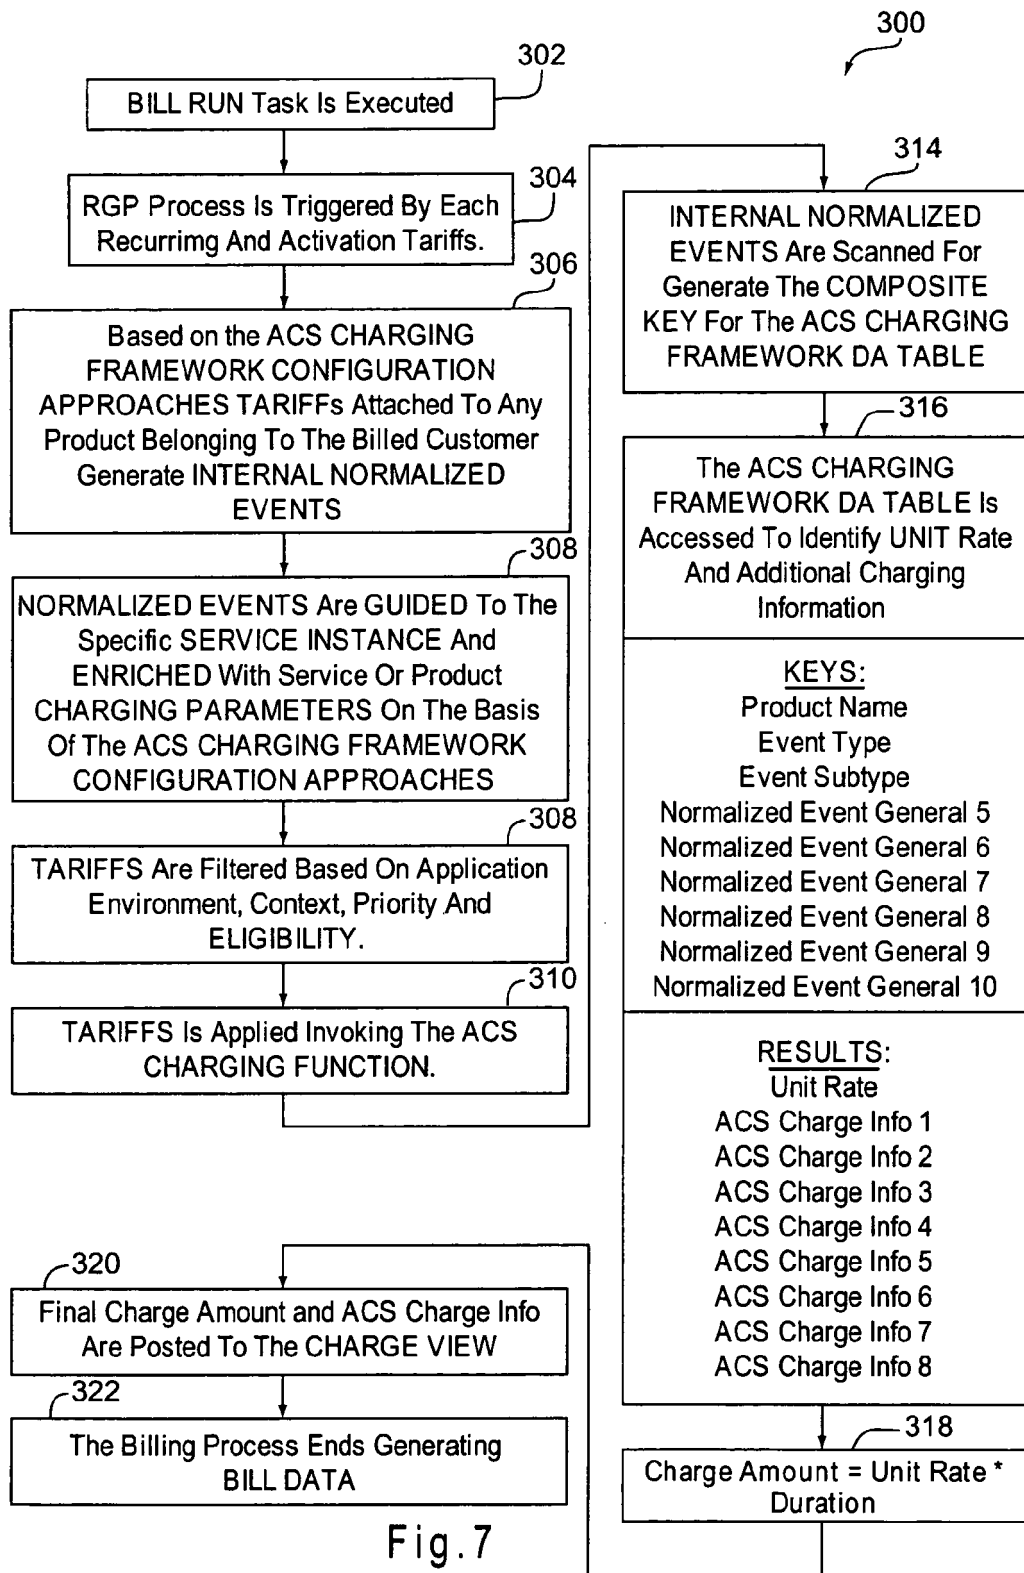 300
302
BILL RUN Task Is Executed
304
RGP Process Is Triggered By Each
Recurrimg And Activation Tariffs.
306
Based on the ACS CHARGING
FRAMEWORK CONFIGURATION
APPROACHES TARIFFs Attached To Any
Product Belonging To The Billed Customer
Generate INTERNAL NORMALIZED
EVENTS
308
NORMALIZED EVENTS Are GUIDED To The
Specific SERVICE INSTANCE And
ENRICHED With Service Or Product
CHARGING PARAMETERS On The Basis
Of The ACS CHARGING FRAMEWORK
CONFIGURATION APPROACHES
308
TARIFFS Are Filtered Based On Application
Environment, Context, Priority And
ELIGIBILITY.
310
TARIFFS Is Applied Invoking The ACS
CHARGING FUNCTION.
314
INTERNAL NORMALIZED
EVENTS Are Scanned For
Generate The COMPOSITE
KEY For The ACS CHARGING
FRAMEWORK DA TABLE
316
The ACS CHARGING
FRAMEWORK DA TABLE Is
Accessed To Identify UNIT Rate
And Additional Charging
Information
KEYS:
Product Name
Event Type
Event Subtype
Normalized Event General 5
Normalized Event General 6
Normalized Event General 7
Normalized Event General 8
Normalized Event General 9
Normalized Event General 10
RESULTS:
Unit Rate
ACS Charge Info 1
ACS Charge Info 2
ACS Charge Info 3
ACS Charge Info 4
ACS Charge Info 5
ACS Charge Info 6
ACS Charge Info 7
ACS Charge Info 8
318
Charge Amount = Unit Rate *
Duration
320
Final Charge Amount and ACS Charge Info
Are Posted To The CHARGE VIEW
322
The Billing Process Ends Generating
BILL DATA
Fig.7